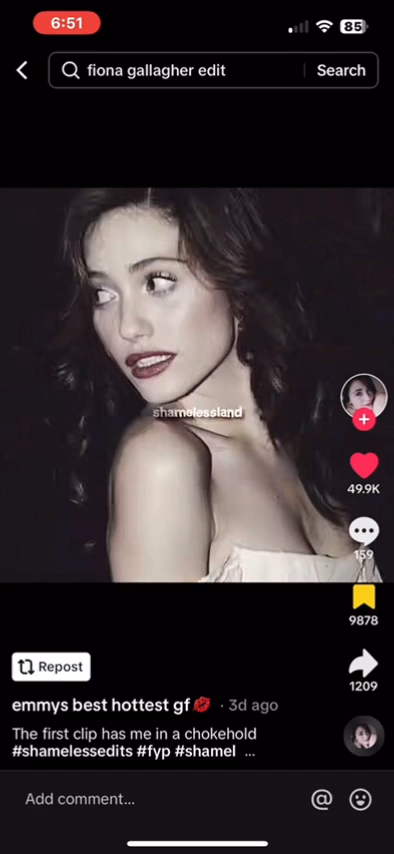 6:51
85
fiona gallagher edit
Search
shamelessland
49.9K
159
9878
1209
Repost
emmys best hottest gf💋 · 3d ago
The first clip has me in a chokehold
#shamelessedits #fyp #shamel ...
Add comment...
@